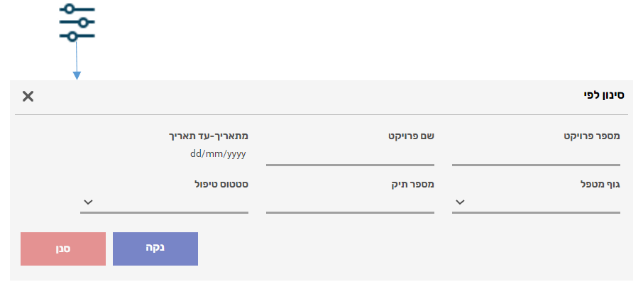 סינון לפי
מספר פרויקט
שם פרויקט
מתאריך-עד תאריך
dd/mm/yyyy
גוף מטפל
מספר תיק
סטטוס טיפול
נקה
סנן